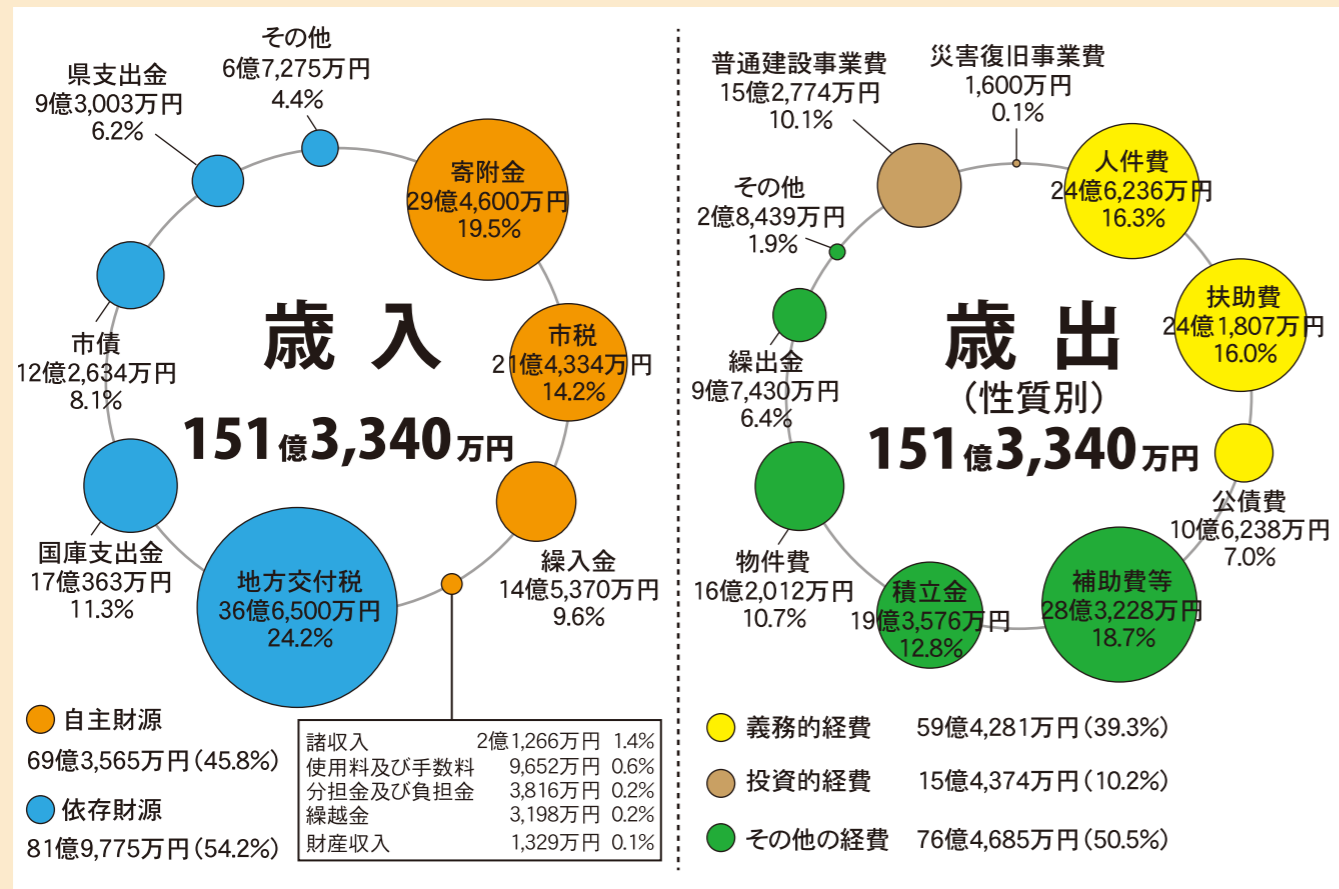 歳入
151億3,340万円
その他
6億7,275万円
4.4%
県支出金
9億3,003万円
6.2%
市債
12億2,634万円
8.1%
国庫支出金
17億363万円
11.3%
地方交付税
36億6,500万円
24.2%
寄附金
29億4,600万円
19.5%
市税
21億4,334万円
14.2%
繰入金
14億5,370万円
9.6%
諸収入 2億1,266万円 1.4%
使用料及び手数料 9,652万円 0.6%
分担金及び負担金 3,816万円 0.2%
繰越金 3,198万円 0.2%
財産収入 1,329万円 0.1%
自主財源
69億3,565万円(45.8%)
依存財源
81億9,775万円(54.2%)
歳出
(性質別)
151億3,340万円
災害復旧事業費
1,600万円
0.1%
普通建設事業費
15億2,774万円
10.1%
その他
2億8,439万円
1.9%
繰出金
9億7,430万円
6.4%
物件費
16億2,012万円
10.7%
積立金
19億3,576万円
12.8%
補助費等
28億3,228万円
18.7%
人件費
24億6,236万円
16.3%
扶助費
24億1,807万円
16.0%
公債費
10億6,238万円
7.0%
義務的経費 59億4,281万円(39.3%)
投資的経費 15億4,374万円(10.2%)
その他の経費 76億4,685万円(50.5%)